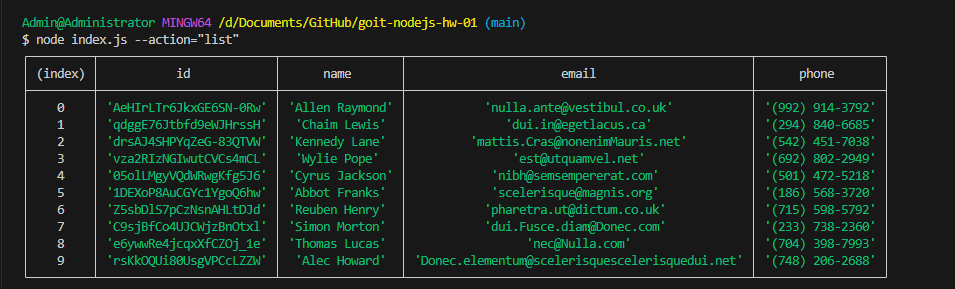 Admin@Administrator MINGW64 /d/Documents/GitHub/goit-nodejs-hw-01 (main)
$ node index.js --action="list"
(index) id name email phone
0 'AeHIrLTr6JkxGE6SN-0Rw' 'Allen Raymond' 'nulla.ante@vestibul.co.uk' '(992) 914-3792'
1 'qdggE76Jtbfd9eWJHrssH' 'Chaim Lewis' 'dui.in@egetlacus.ca' '(294) 840-6685'
2 'drsAJ4SHPYqZeG-83QTVW' 'Kennedy Lane' 'mattis.Cras@nonenimMauris.net' '(542) 451-7038'
3 'vza2RIzNGIwutCVCs4mCL' 'Wylie Pope' 'est@utquamvel.net' '(692) 802-2949'
4 '05olLMgyVQdWRwgKfg5J6' 'Cyrus Jackson' 'nibh@semsempererat.com' '(501) 472-5218'
5 '1DEXoP8AuCGYc1YgoQ6hw' 'Abbot Franks' 'scelerisque@magnis.org' '(186) 568-3720'
6 'Z5sbDlS7pCzNsnAHLtDJd' 'Reuben Henry' 'pharetra.ut@dictum.co.uk' '(715) 598-5792'
7 'C9sjBfCo4UJCWjzBnOtxl' 'Simon Morton' 'dui.Fusce.diam@Donec.com' '(233) 738-2360'
8 'e6ywwRe4jcqxXfCZOj_1e' 'Thomas Lucas' 'nec@Nulla.com' '(704) 398-7993'
9 'rsKkOQUi80UsgVPCcLZZW' 'Alec Howard' 'Donec.elementum@scelerisquescelerisquedui.net' '(748) 206-2688'